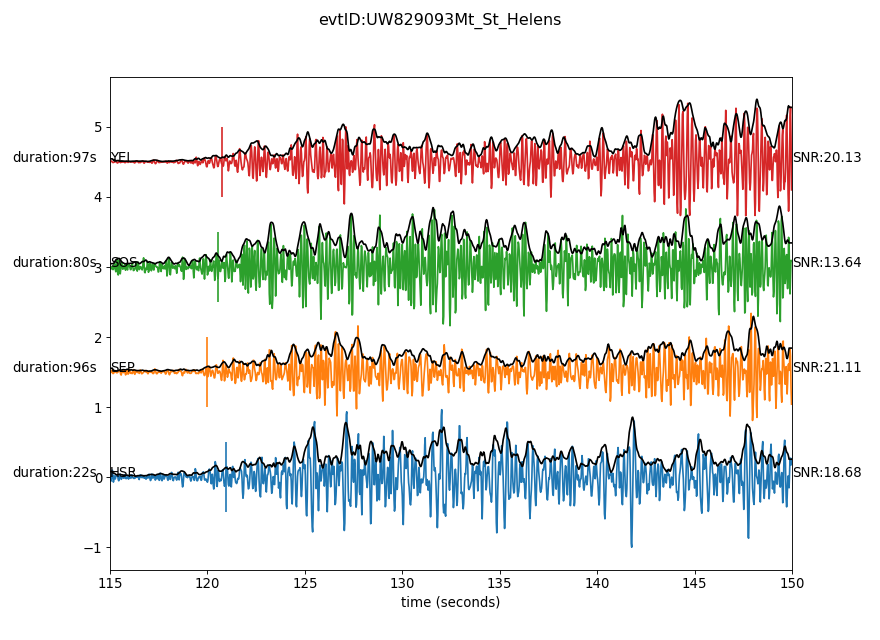 evtID:UW829093Mt_St_Helens
5
duration:97s YEL SNR:20.13
4
duration:80s SOS SNR:13.64
3
2
duration:96s SEP SNR:21.11
1
duration:22s HSR SNR:18.68
0
−1
115 120 125 130 135 140 145 150
time (seconds)